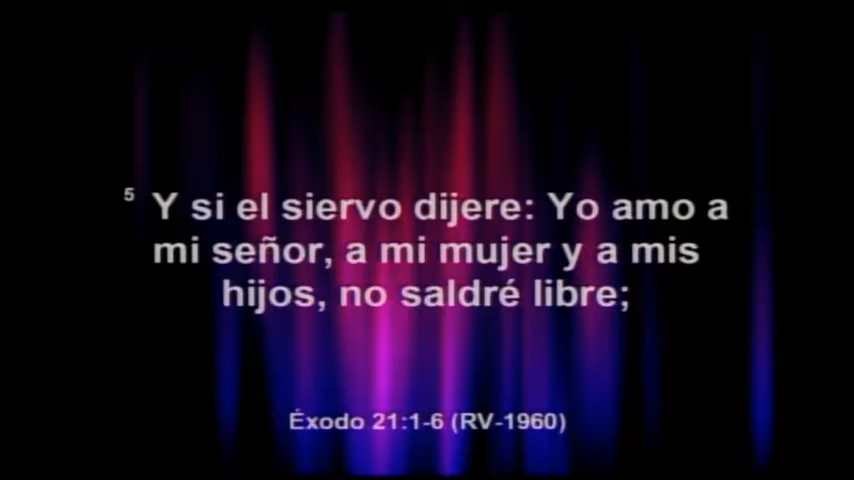 5 Y si el siervo dijere: Yo amo a
mi señor, a mi mujer y a mis
hijos, no saldré libre;
Éxodo 21:1-6 (RV-1960)